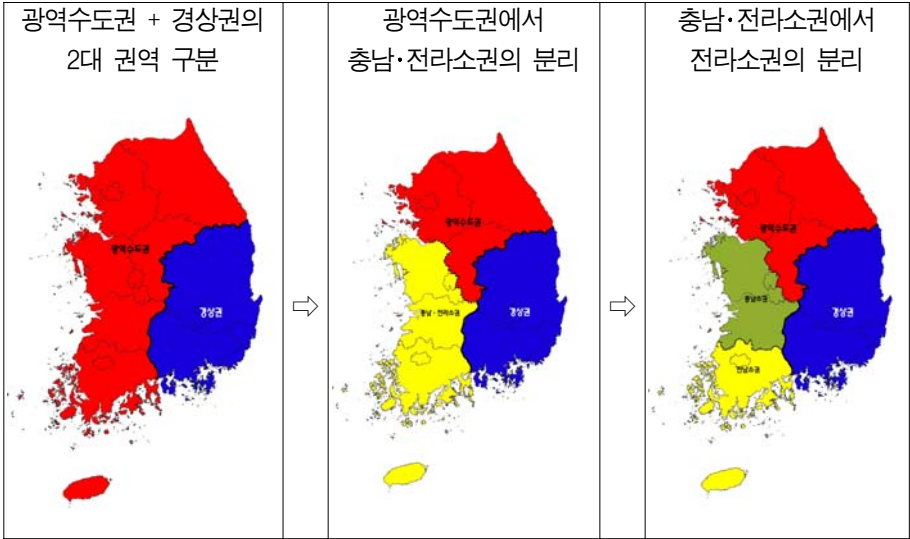 광역수도권 + 경상권의
2대 권역 구분
광역수도권
경상권
⇨
광역수도권에서
충남·전라소권의 분리
광역수도권
충남·전라소권
경상권
⇨
충남·전라소권에서
전라소권의 분리
광역수도권
충남소권
경상권
전남소권